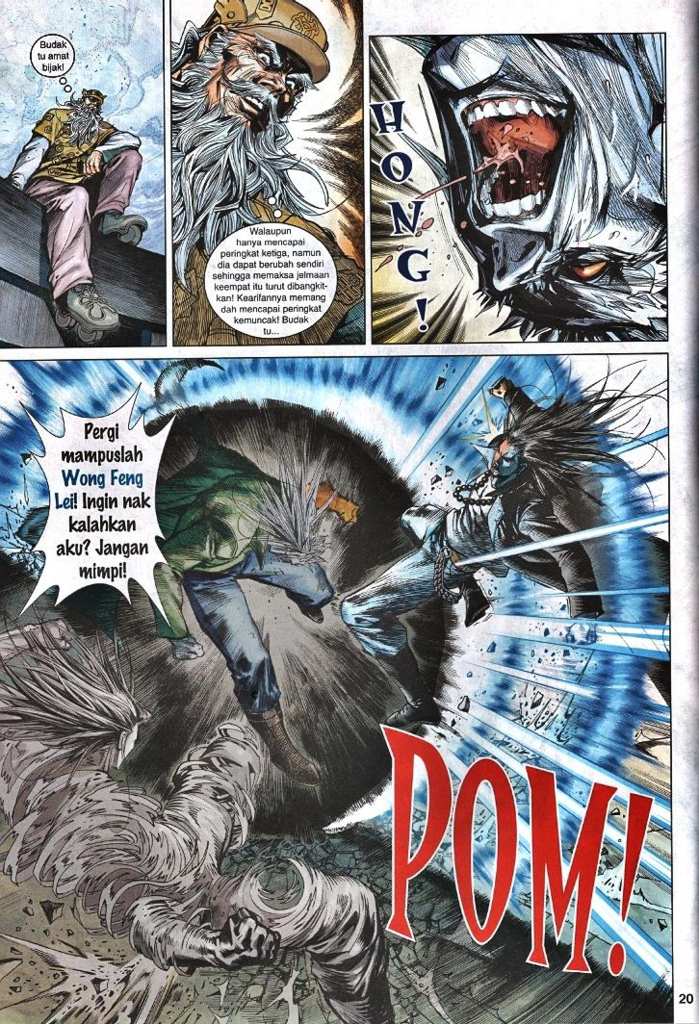 Budak
tu amat
bijak!
Walaupun
hanya mencapai
peringkat ketiga, namun
dia dapat berubah sendiri
sehingga memaksa jelmaan
keempat itu turut dibangkit-
kan! Kearifannya memang
dah mencapai peringkat
kemuncak! Budak
tu...
HONG!
Pergi
mampuslah
Wong Feng
Lei! Ingin nak
kalahkan
aku? Jangan
mimpi!
POM!
20